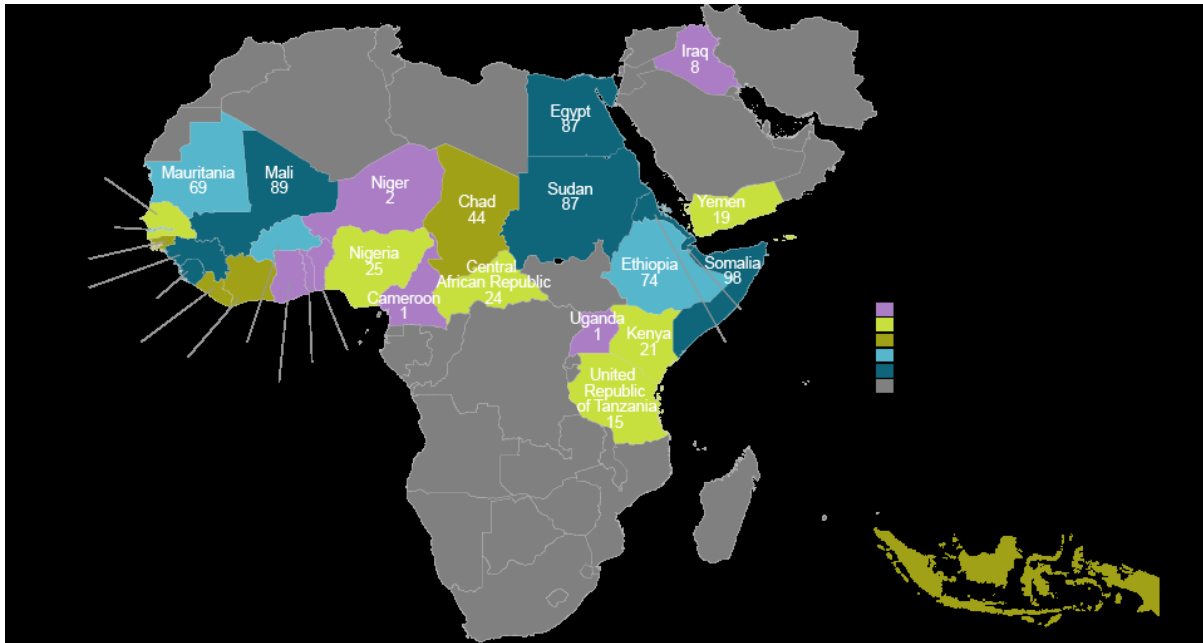 Iraq
8
Egypt
87
Mauritania
69
Mali
89
Niger
2
Chad
44
Sudan
87
Yemen
19
Nigeria
25
Central
African Republic
24
Ethiopia
74
Somalia
98
Cameroon
1
Uganda
1
Kenya
21
United
Republic
of Tanzania
15